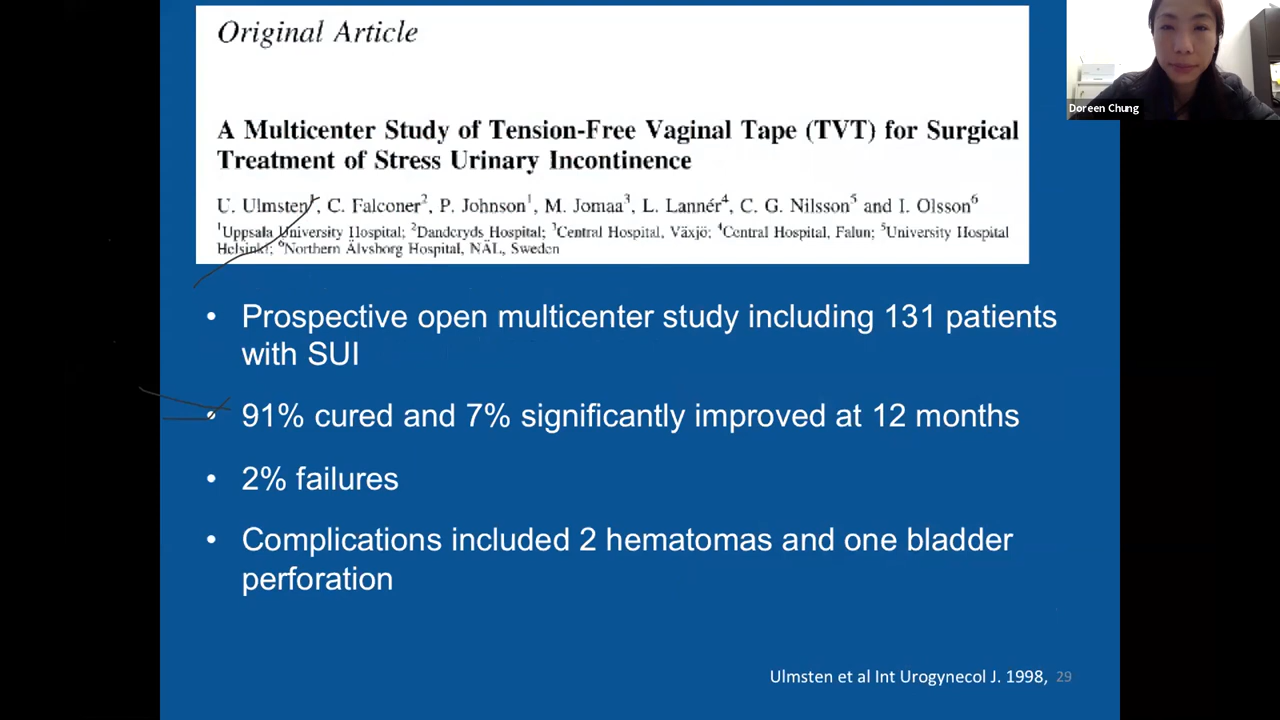 Original Article
A Multicenter Study of Tension-Free Vaginal Tape (TVT) for Surgical
Treatment of Stress Urinary Incontinence
U. Ulmsten¹, C. Falconer², P. Johnson¹, M. Jomaa³, L. Lannér⁴, C. G. Nilsson⁵ and I. Olsson⁶
¹Uppsala University Hospital; ²Danderyds Hospital; ³Central Hospital, Växjö; ⁴Central Hospital, Falun; ⁵University Hospital
Helsinki; ⁶Northern Älvsborg Hospital, NÄL, Sweden
• Prospective open multicenter study including 131 patients
with SUI
• 91% cured and 7% significantly improved at 12 months
• 2% failures
• Complications included 2 hematomas and one bladder
perforation
Ulmsten et al Int Urogynecol J. 1998, 29
Doreen Chung